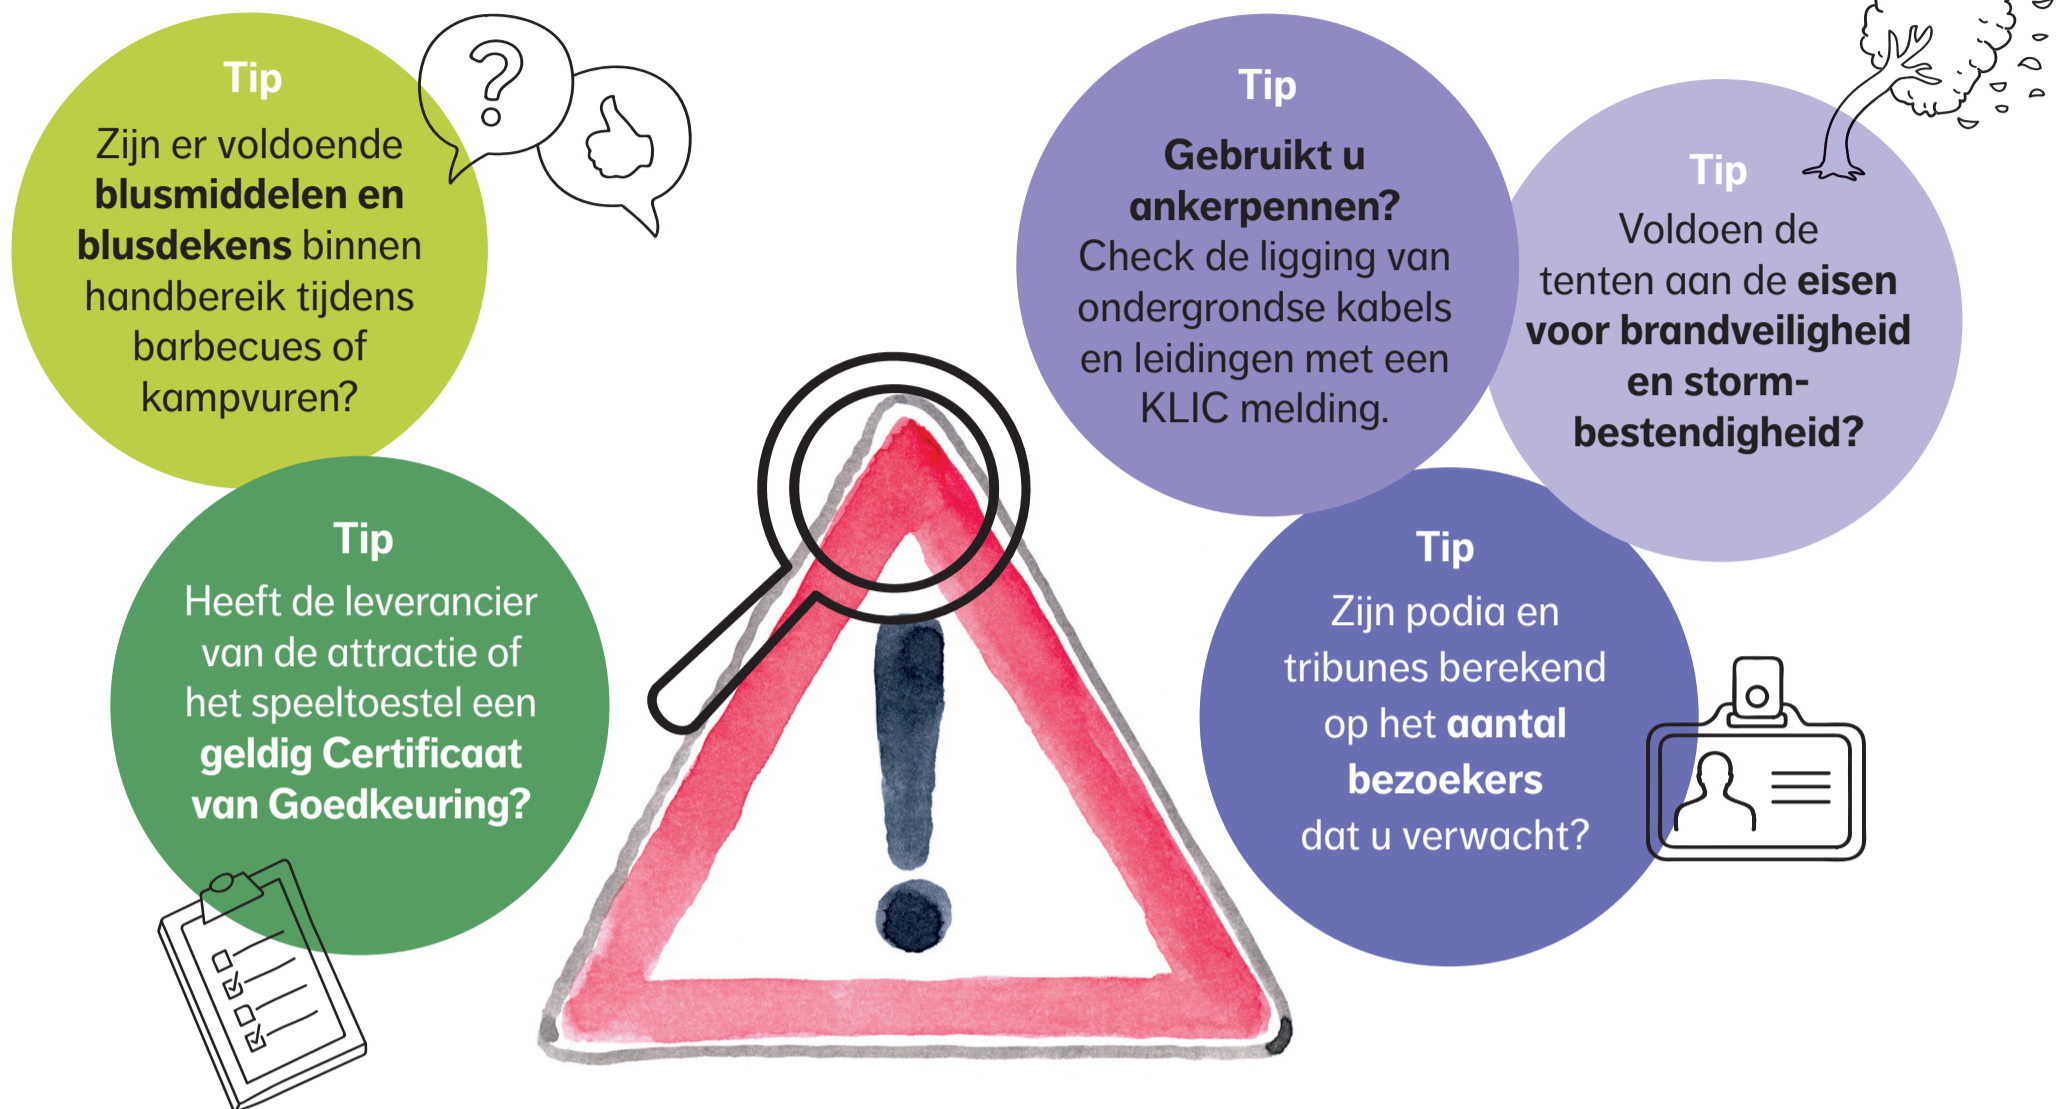 Tip
Zijn er voldoende
blusmiddelen en
blusdekens binnen
handbereik tijdens
barbecues of
kampvuren?
Tip
Heeft de leverancier
van de attractie of
het speeltoestel een
geldig Certificaat
van Goedkeuring?
Tip
Gebruikt u
ankerpennen?
Check de ligging van
ondergrondse kabels
en leidingen met een
KLIC melding.
Tip
Voldoen de
tenten aan de eisen
voor brandveiligheid
en storm-
bestendigheid?
Tip
Zijn podia en
tribunes berekend
op het aantal
bezoekers
dat u verwacht?